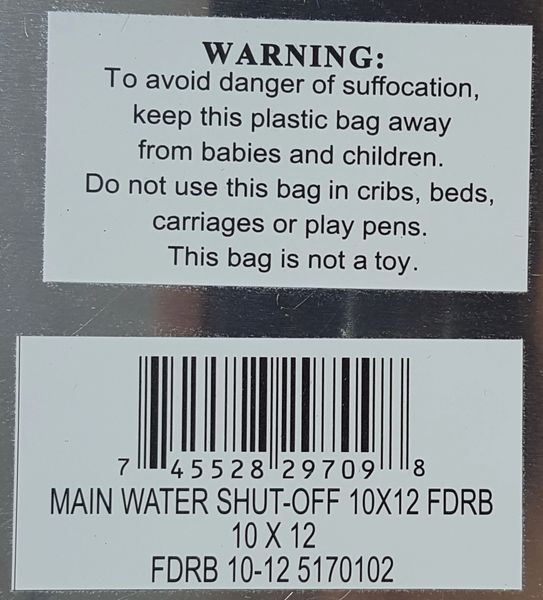 WARNING:
To avoid danger of suffocation,
keep this plastic bag away
from babies and children.
Do not use this bag in cribs, beds,
carriages or play pens.
This bag is not a toy.
7 45528 29709 8
MAIN WATER SHUT-OFF 10X12 FDRB
10 X 12
FDRB 10-12 5170102